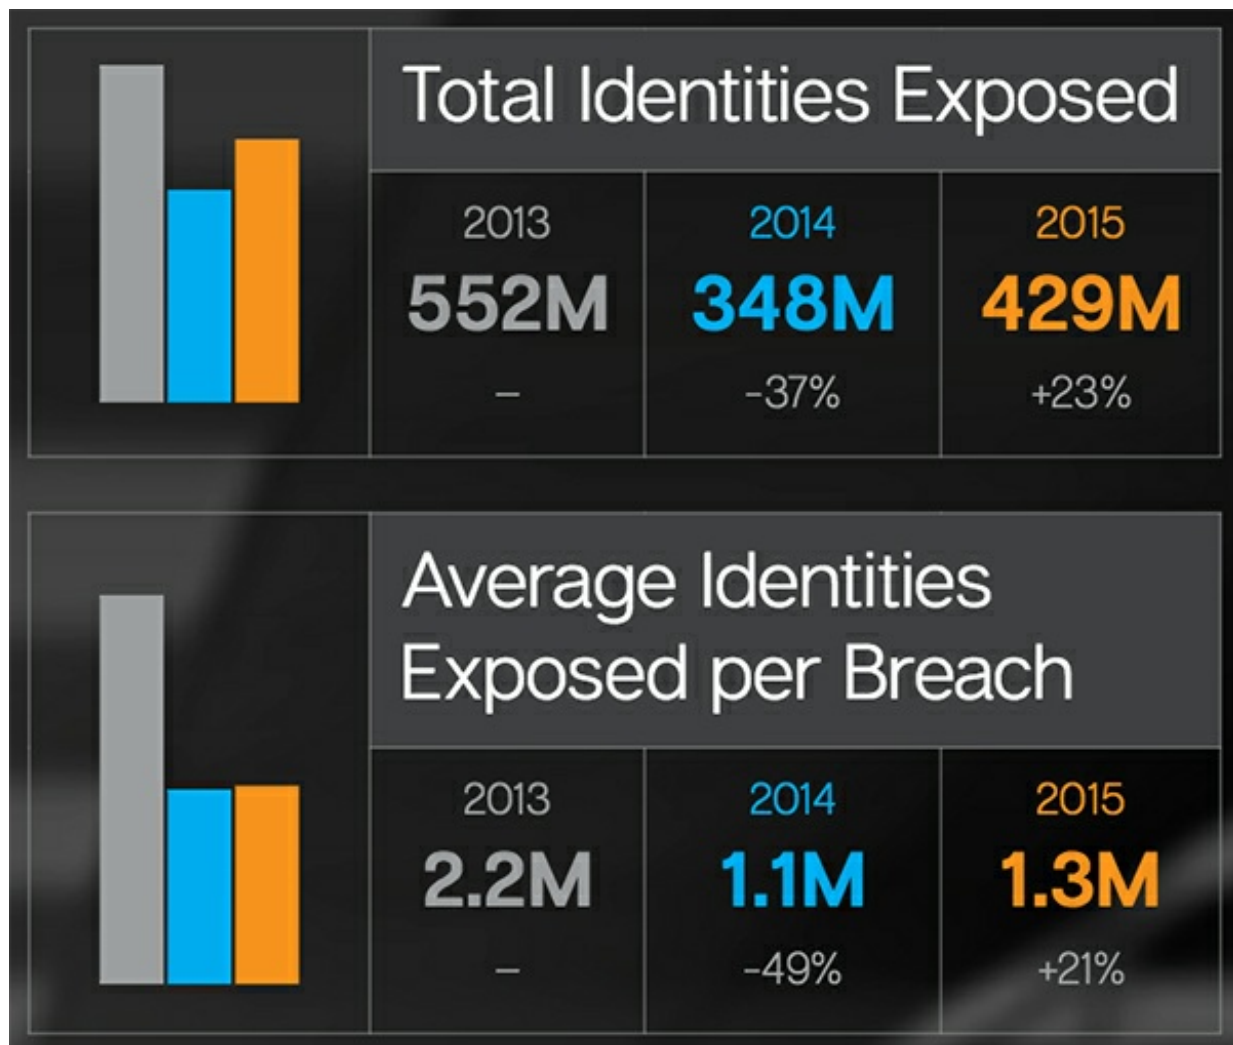 Total Identities Exposed
2013 2014 2015
552M 348M 429M
– -37% +23%
Average Identities
Exposed per Breach
2013 2014 2015
2.2M 1.1M 1.3M
– -49% +21%